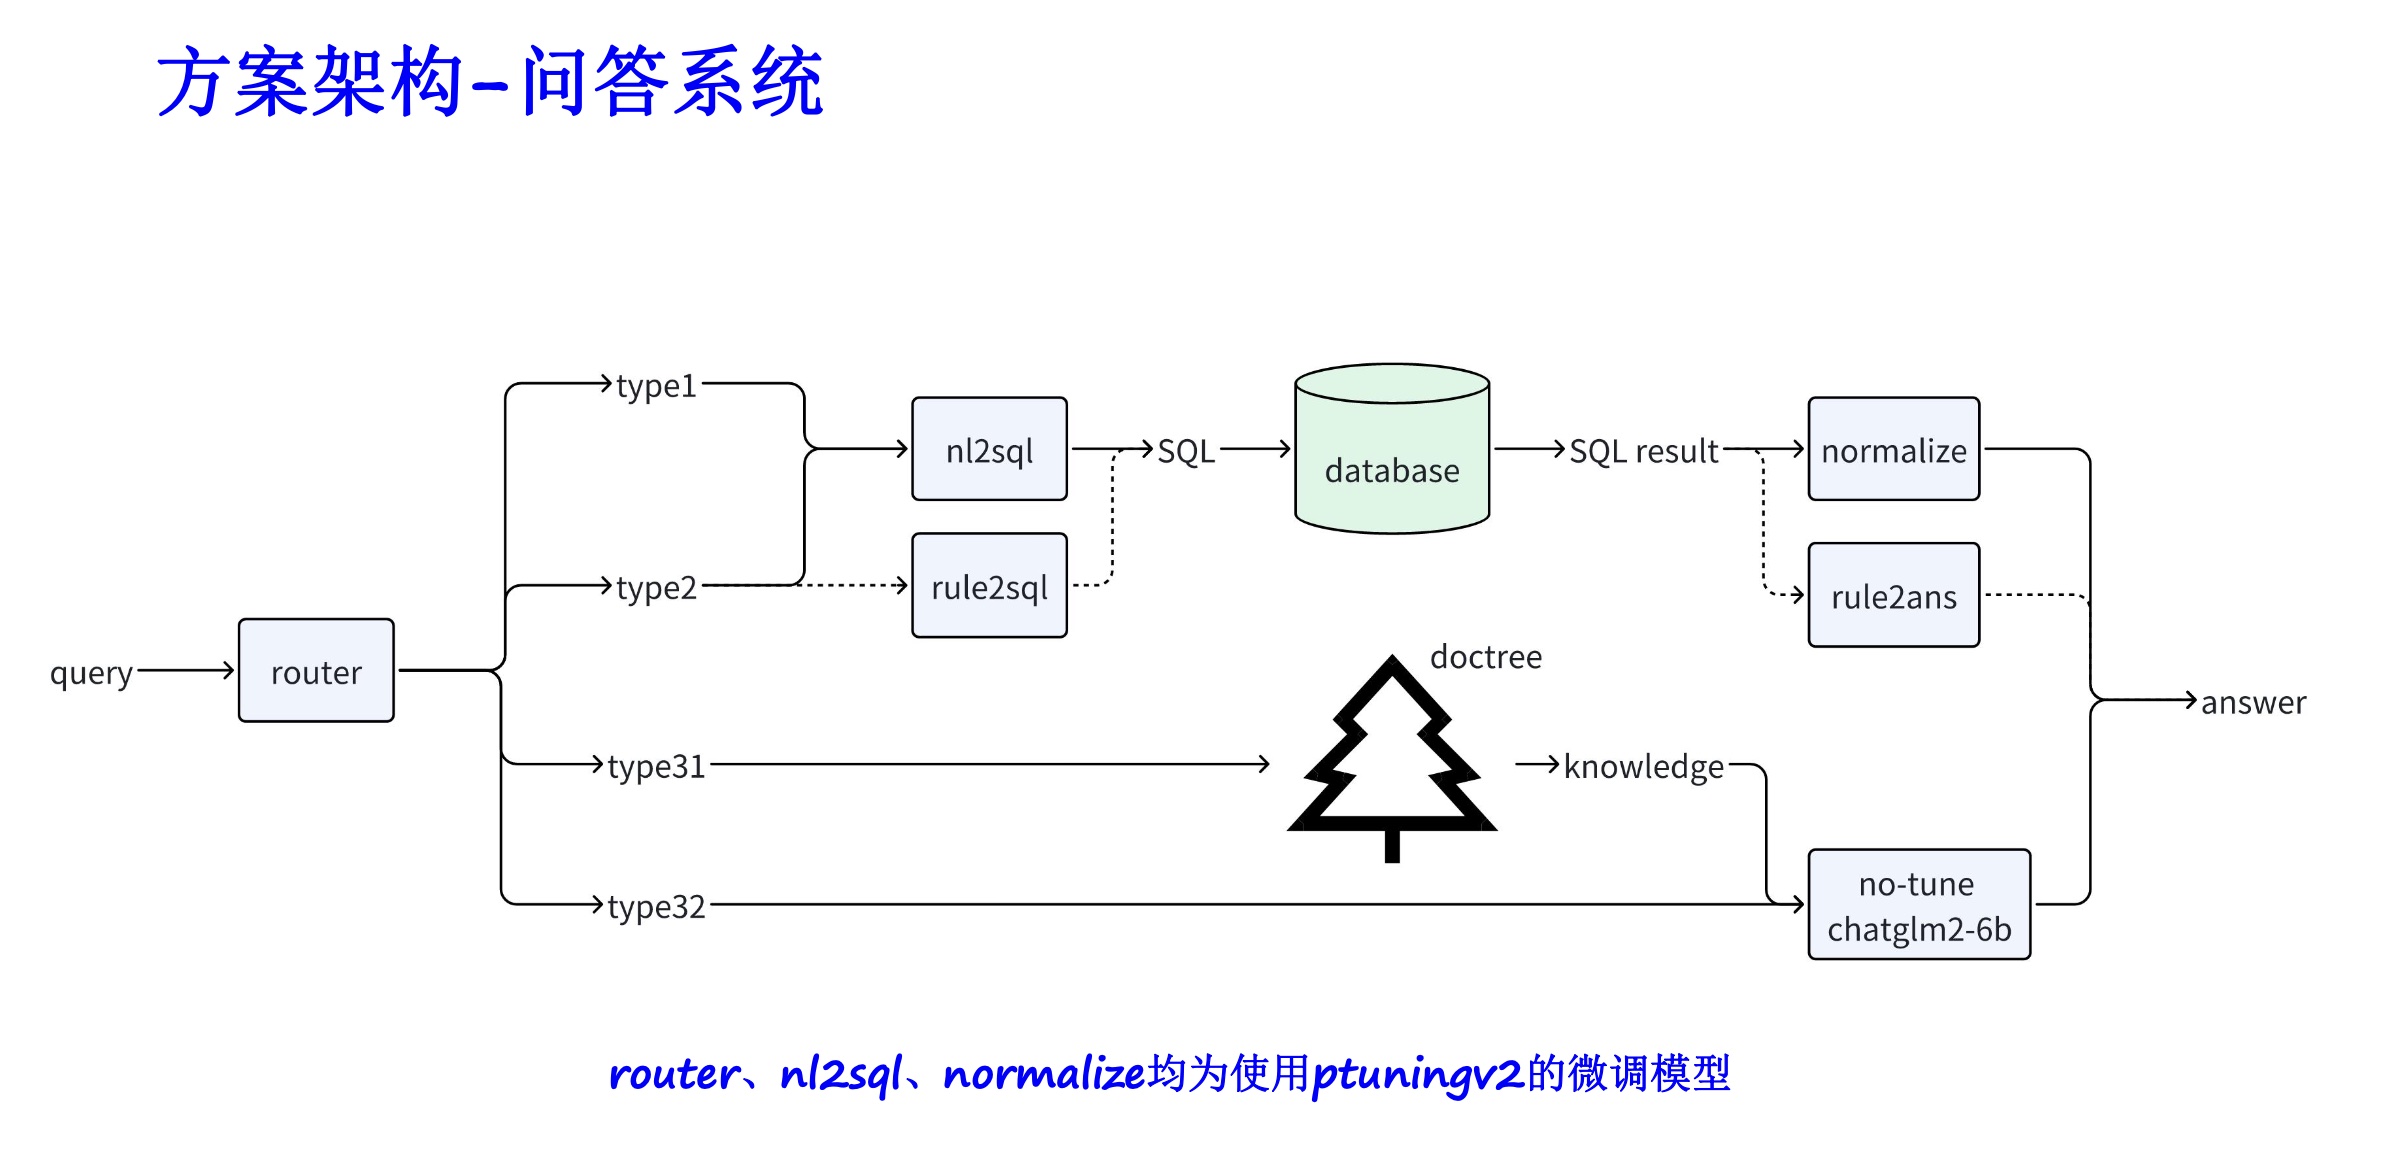 方案架构-问答系统
type1
nl2sql
SQL
database
SQL result
normalize
type2
rule2sql
rule2ans
query
router
doctree
answer
type31
knowledge
type32
no-tune
chatglm2-6b
router、nl2sql、normalize均为使用ptuningv2的微调模型